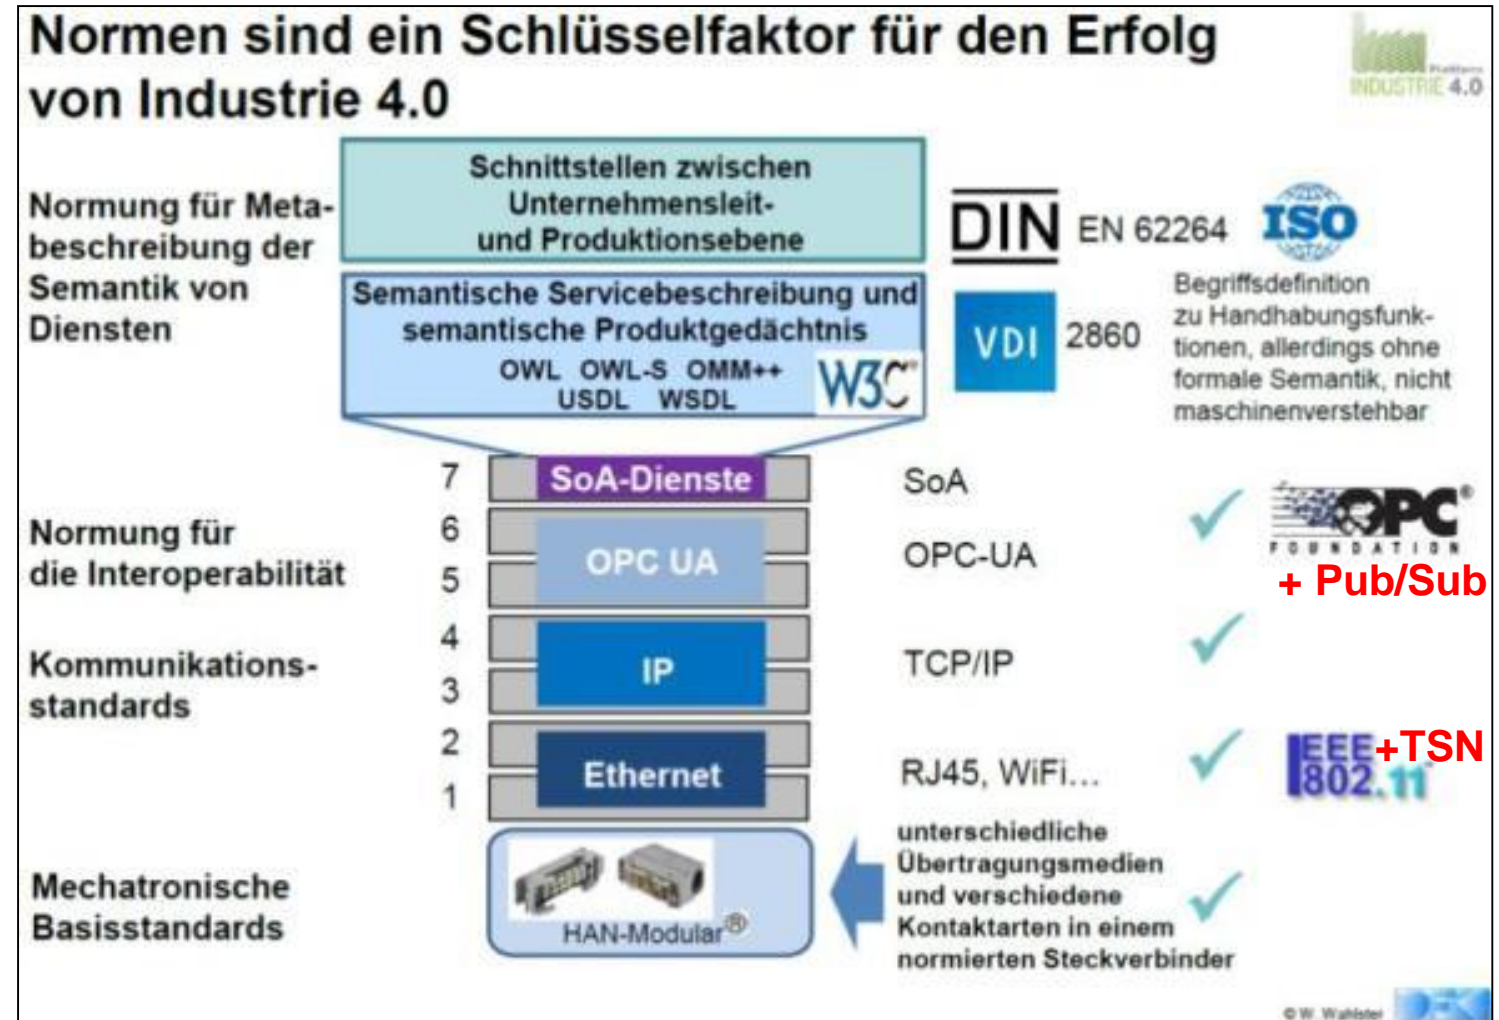 Normen sind ein Schlüsselfaktor für den Erfolg
von Industrie 4.0
Plattform
INDUSTRIE 4.0
Normung für Meta-
beschreibung der
Semantik von
Diensten
Schnittstellen zwischen
Unternehmensleit-
und Produktionsebene
DIN EN 62264 ISO
Semantische Servicebeschreibung und
semantische Produktgedächtnis
OWL OWL-S OMM++
USDL WSDL
W3C®
VDI 2860
Begriffsdefinition
zu Handhabungsfunk-
tionen, allerdings ohne
formale Semantik, nicht
maschinenverstehbar
Normung für
die Interoperabilität
7 SoA-Dienste SoA
6
OPC UA OPC-UA
5
OPC®
FOUNDATION
+ Pub/Sub
Kommunikations-
standards
4
IP TCP/IP
3
2
Ethernet RJ45, WiFi...
1
IEEE +TSN
802.11
Mechatronische
Basisstandards
HAN-Modular®
unterschiedliche
Übertragungsmedien
und verschiedene
Kontaktarten in einem
normierten Steckverbinder
© W. Wahlster